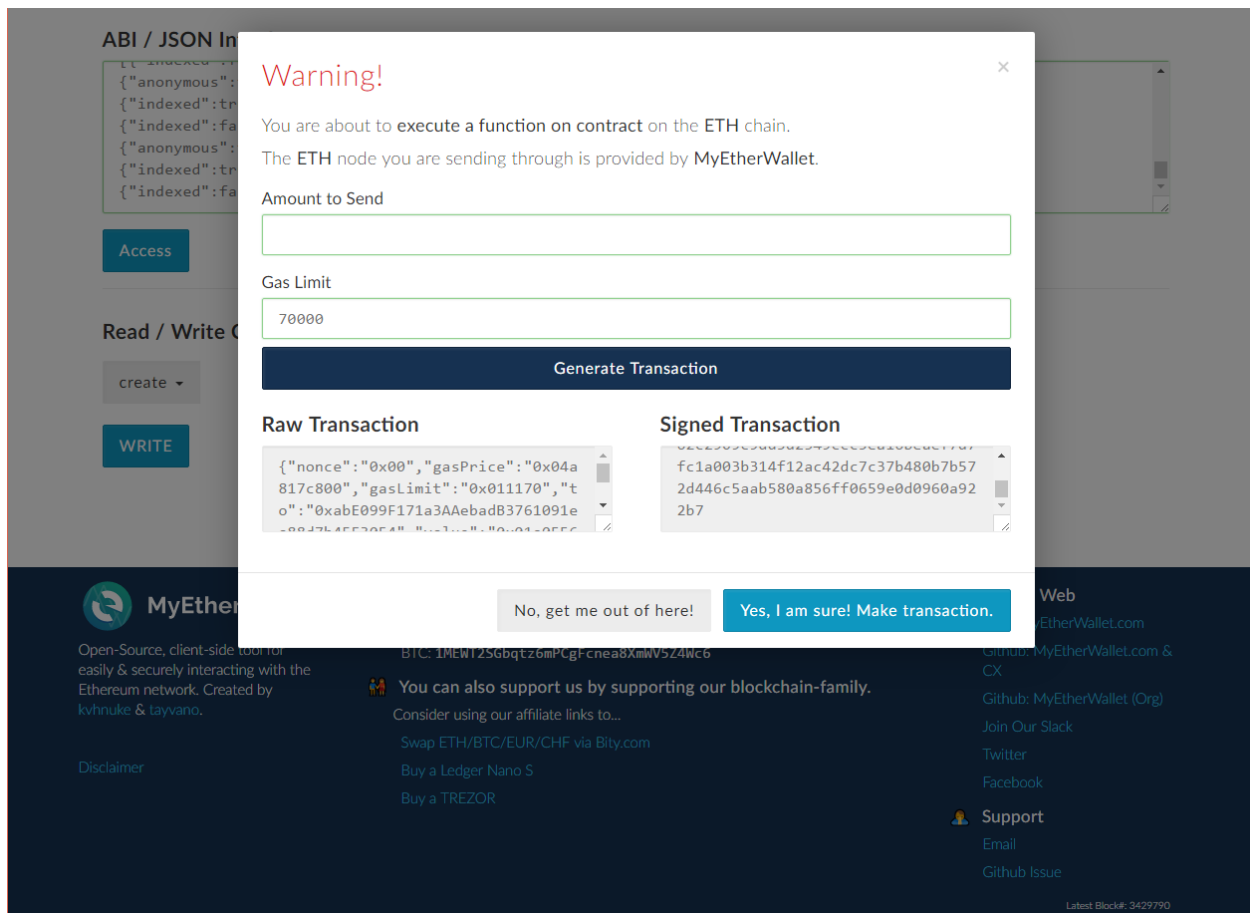 ABI / JSON In
{"anonymous":
{"indexed":tr
{"indexed":fa
{"anonymous":
{"indexed":tr
{"indexed":fa
Access
Read / Write C
create
WRITE
Warning!
×
You are about to execute a function on contract on the ETH chain.
The ETH node you are sending through is provided by MyEtherWallet.
Amount to Send
Gas Limit
70000
Generate Transaction
Raw Transaction
{"nonce":"0x00","gasPrice":"0x04a
817c800","gasLimit":"0x011170","t
o":"0xabE099F171a3AAebadB3761091e
Signed Transaction
fc1a003b314f12ac42dc7c37b480b7b57
2d446c5aab580a856ff0659e0d0960a92
2b7
No, get me out of here!
Yes, I am sure! Make transaction.
MyEther
Open-Source, client-side tool for
easily & securely interacting with the
Ethereum network. Created by
kvhnuke & tayvano.
Disclaimer
BTC: 1MEWT2SGbqtz6mPCgFcnea8XmWV5Z4Wc6
You can also support us by supporting our blockchain-family.
Consider using our affiliate links to...
Swap ETH/BTC/EUR/CHF via Bity.com
Buy a Ledger Nano S
Buy a TREZOR
Web
yEtherWallet.com
Github: MyEtherWallet.com &
CX
Github: MyEtherWallet (Org)
Join Our Slack
Twitter
Facebook
Support
Email
Github Issue
Latest Block#: 3429790